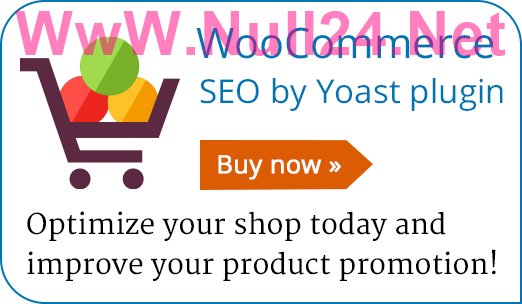 WwW.Null24.Net
WooCommerce
SEO by Yoast plugin
Buy now »
Optimize your shop today and
improve your product promotion!